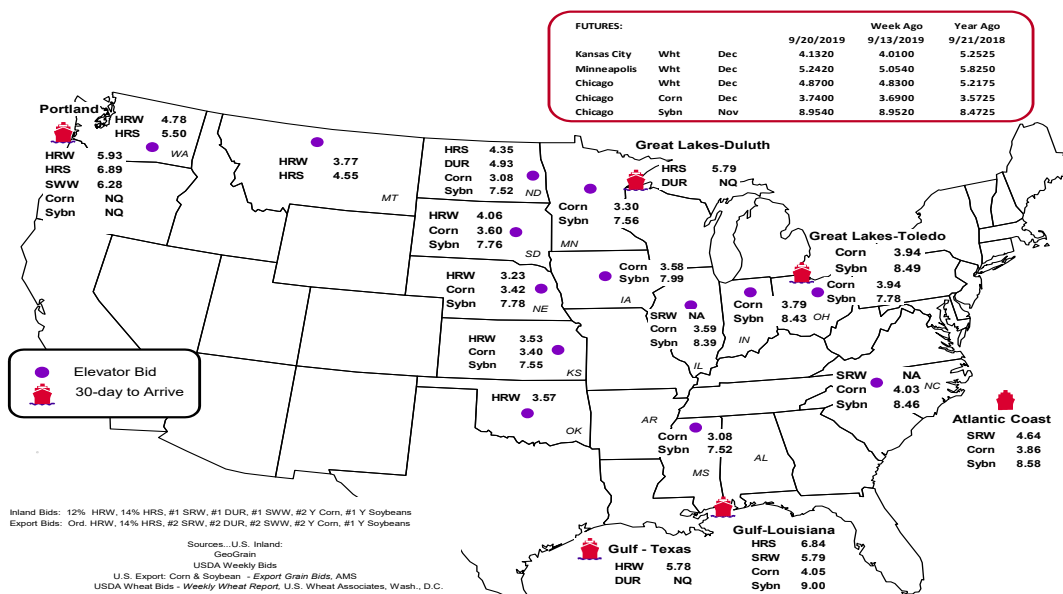 FUTURES: Week Ago Year Ago
9/20/2019 9/13/2019 9/21/2018
Kansas City Wht Dec 4.1320 4.0100 5.2525
Minneapolis Wht Dec 5.2420 5.0540 5.8250
Chicago Wht Dec 4.8700 4.8300 5.2175
Chicago Corn Dec 3.7400 3.6900 3.5725
Chicago Sybn Nov 8.9540 8.9520 8.4725
Portland
HRW 4.78
HRS 5.50
WA
HRW 5.93
HRS 6.89
SWW 6.28
Corn NQ
Sybn NQ
HRW 3.77
HRS 4.55
MT
HRS 4.35
DUR 4.93
Corn 3.08
Sybn 7.52
ND
HRW 4.06
Corn 3.60
Sybn 7.76
SD
HRW 3.23
Corn 3.42
Sybn 7.78
NE
HRW 3.53
Corn 3.40
Sybn 7.55
KS
HRW 3.57
OK
Corn 3.30
Sybn 7.56
MN
Great Lakes-Duluth
HRS 5.79
DUR NQ
Corn 3.58
Sybn 7.99
IA
SRW NA
Corn 3.59
Sybn 8.39
IL
Great Lakes-Toledo
Corn 3.94
Sybn 8.49
Corn 3.94
Sybn 7.78
OH
Corn 3.79
Sybn 8.43
IN
SRW NA
Corn 4.03
Sybn 8.46
NC
Atlantic Coast
SRW 4.64
Corn 3.86
Sybn 8.58
AR
Corn 3.08
Sybn 7.52
MS
AL
Elevator Bid
30-day to Arrive
Gulf-Louisiana
HRS 6.84
SRW 5.79
Corn 4.05
Sybn 9.00
Gulf - Texas
HRW 5.78
DUR NQ
Inland Bids: 12% HRW, 14% HRS, #1 SRW, #1 DUR, #1 SWW, #2 Y Corn, #1 Y Soybeans
Export Bids: Ord. HRW, 14% HRS, #2 SRW, #2 DUR, #2 SWW, #2 Y Corn, #1 Y Soybeans
Sources...U.S. Inland:
GeoGrain
USDA Weekly Bids
U.S. Export: Corn & Soybean - Export Grain Bids, AMS
USDA Wheat Bids - Weekly Wheat Report, U.S. Wheat Associates, Wash., D.C.